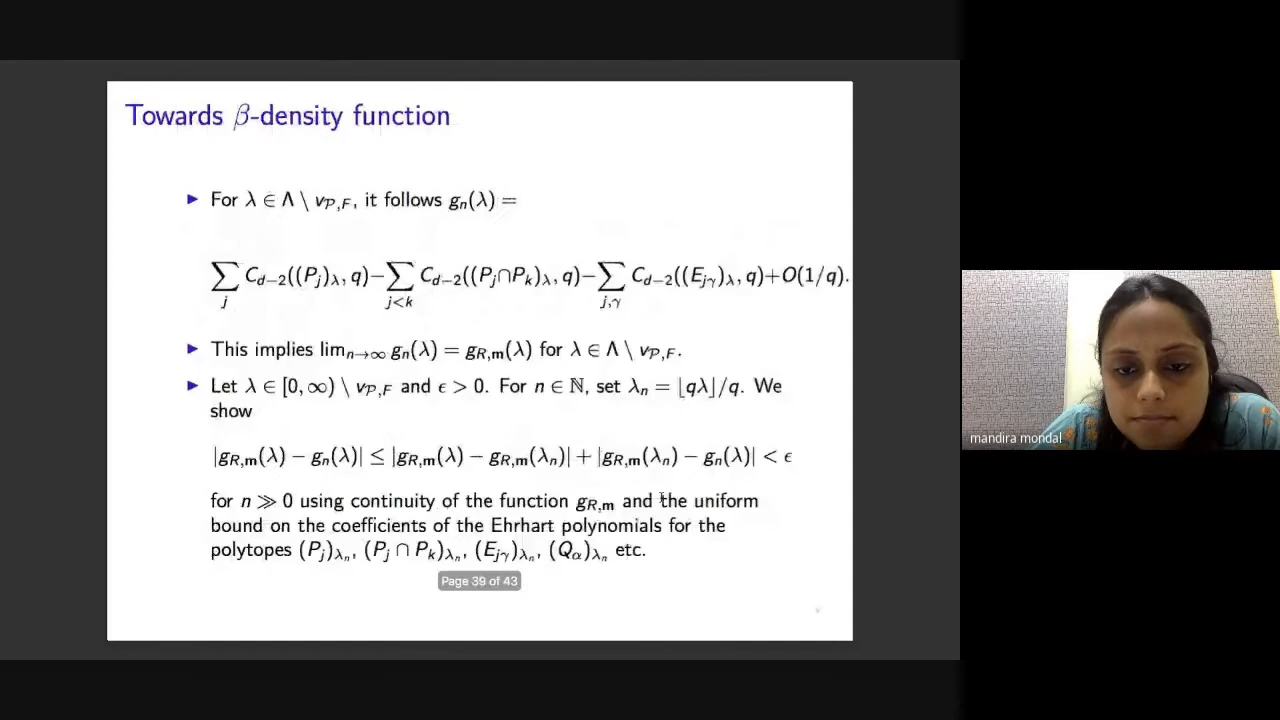 Towards β-density function
▶ For λ ∈ Λ \ v_{𝒫,F}, it follows g_n(λ) =
∑_j C_{d−2}((P_j)_λ, q) − ∑_{j<k} C_{d−2}((P_j∩P_k)_λ, q) − ∑_{j,γ} C_{d−2}((E_{jγ})_λ, q) + O(1/q).
▶ This implies lim_{n→∞} g_n(λ) = g_{R,𝐦}(λ) for λ ∈ Λ \ v_{𝒫,F}.
▶ Let λ ∈ [0, ∞) \ v_{𝒫,F} and ϵ > 0. For n ∈ ℕ, set λ_n = ⌊qλ⌋/q. We
show
|g_{R,𝐦}(λ) − g_n(λ)| ≤ |g_{R,𝐦}(λ) − g_{R,𝐦}(λ_n)| + |g_{R,𝐦}(λ_n) − g_n(λ)| < ϵ
for n ≫ 0 using continuity of the function g_{R,𝐦} and the uniform
bound on the coefficients of the Ehrhart polynomials for the
polytopes (P_j)_{λ_n}, (P_j ∩ P_k)_{λ_n}, (E_{jγ})_{λ_n}, (Q_α)_{λ_n} etc.
Page 39 of 43
mandira mondal